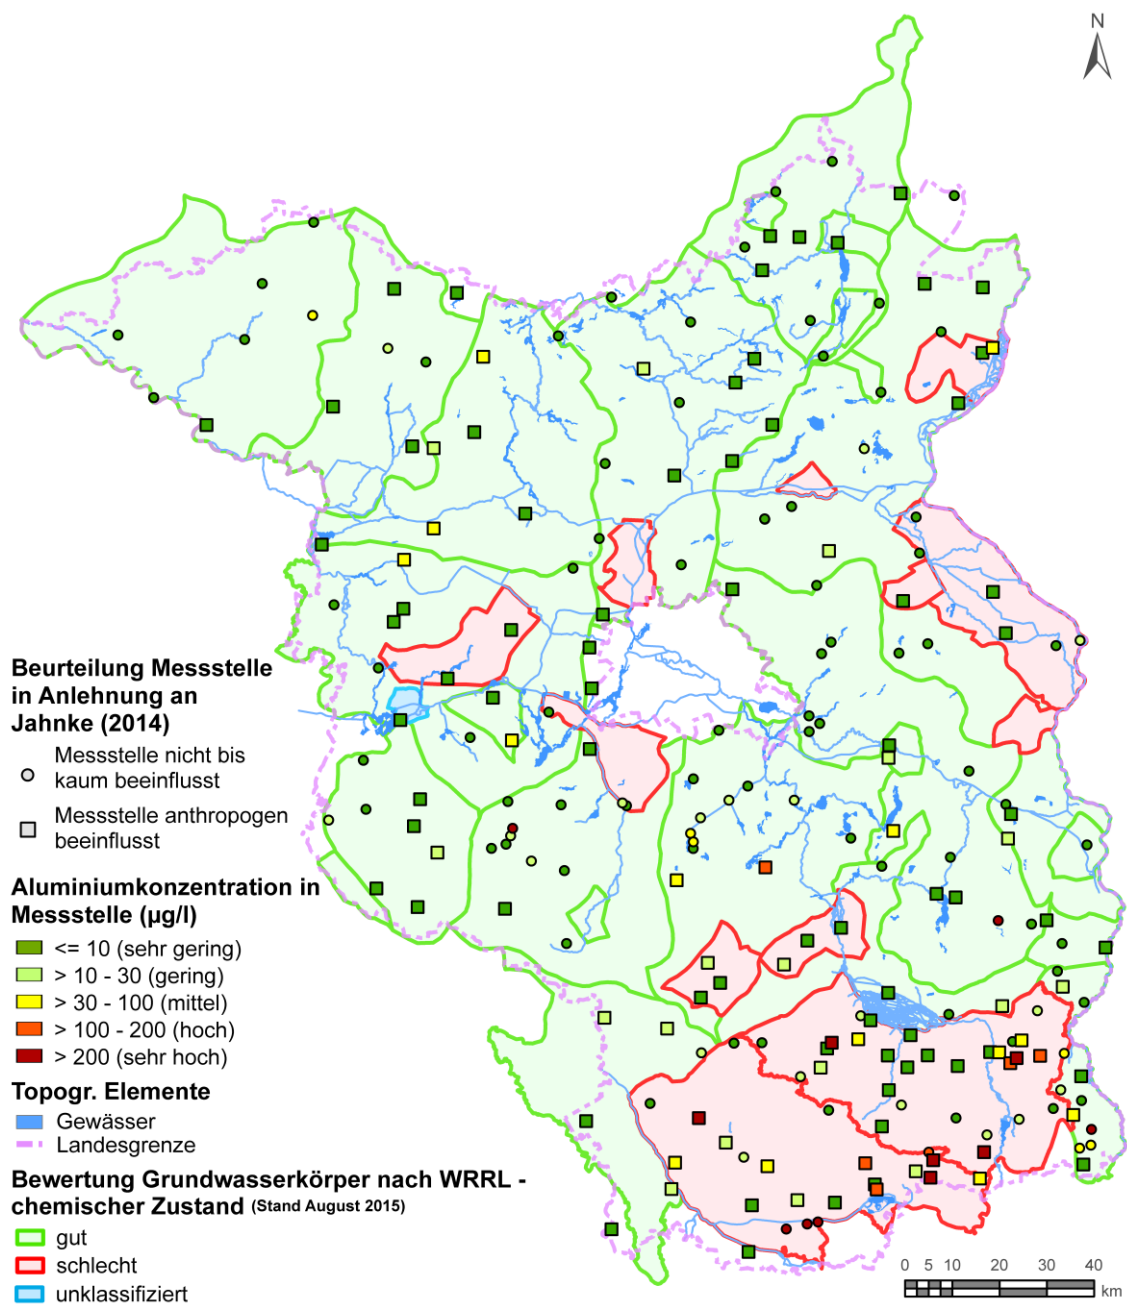 N
Beurteilung Messstelle
in Anlehnung an
Jahnke (2014)
Messstelle nicht bis
kaum beeinflusst
Messstelle anthropogen
beeinflusst
Aluminiumkonzentration in
Messstelle (µg/l)
<= 10 (sehr gering)
> 10 - 30 (gering)
> 30 - 100 (mittel)
> 100 - 200 (hoch)
> 200 (sehr hoch)
Topogr. Elemente
Gewässer
Landesgrenze
Bewertung Grundwasserkörper nach WRRL -
chemischer Zustand (Stand August 2015)
gut
schlecht
unklassifiziert
0 5 10 20 30 40
km